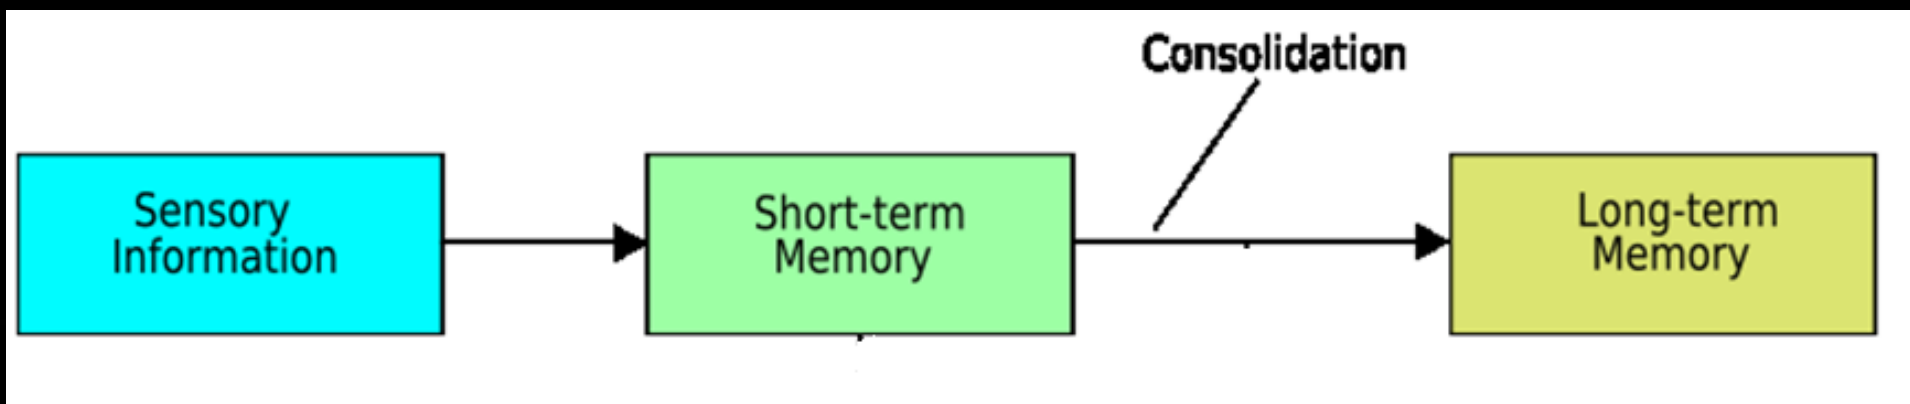 Consolidation
Sensory
Information
Short-term
Memory
Long-term
Memory